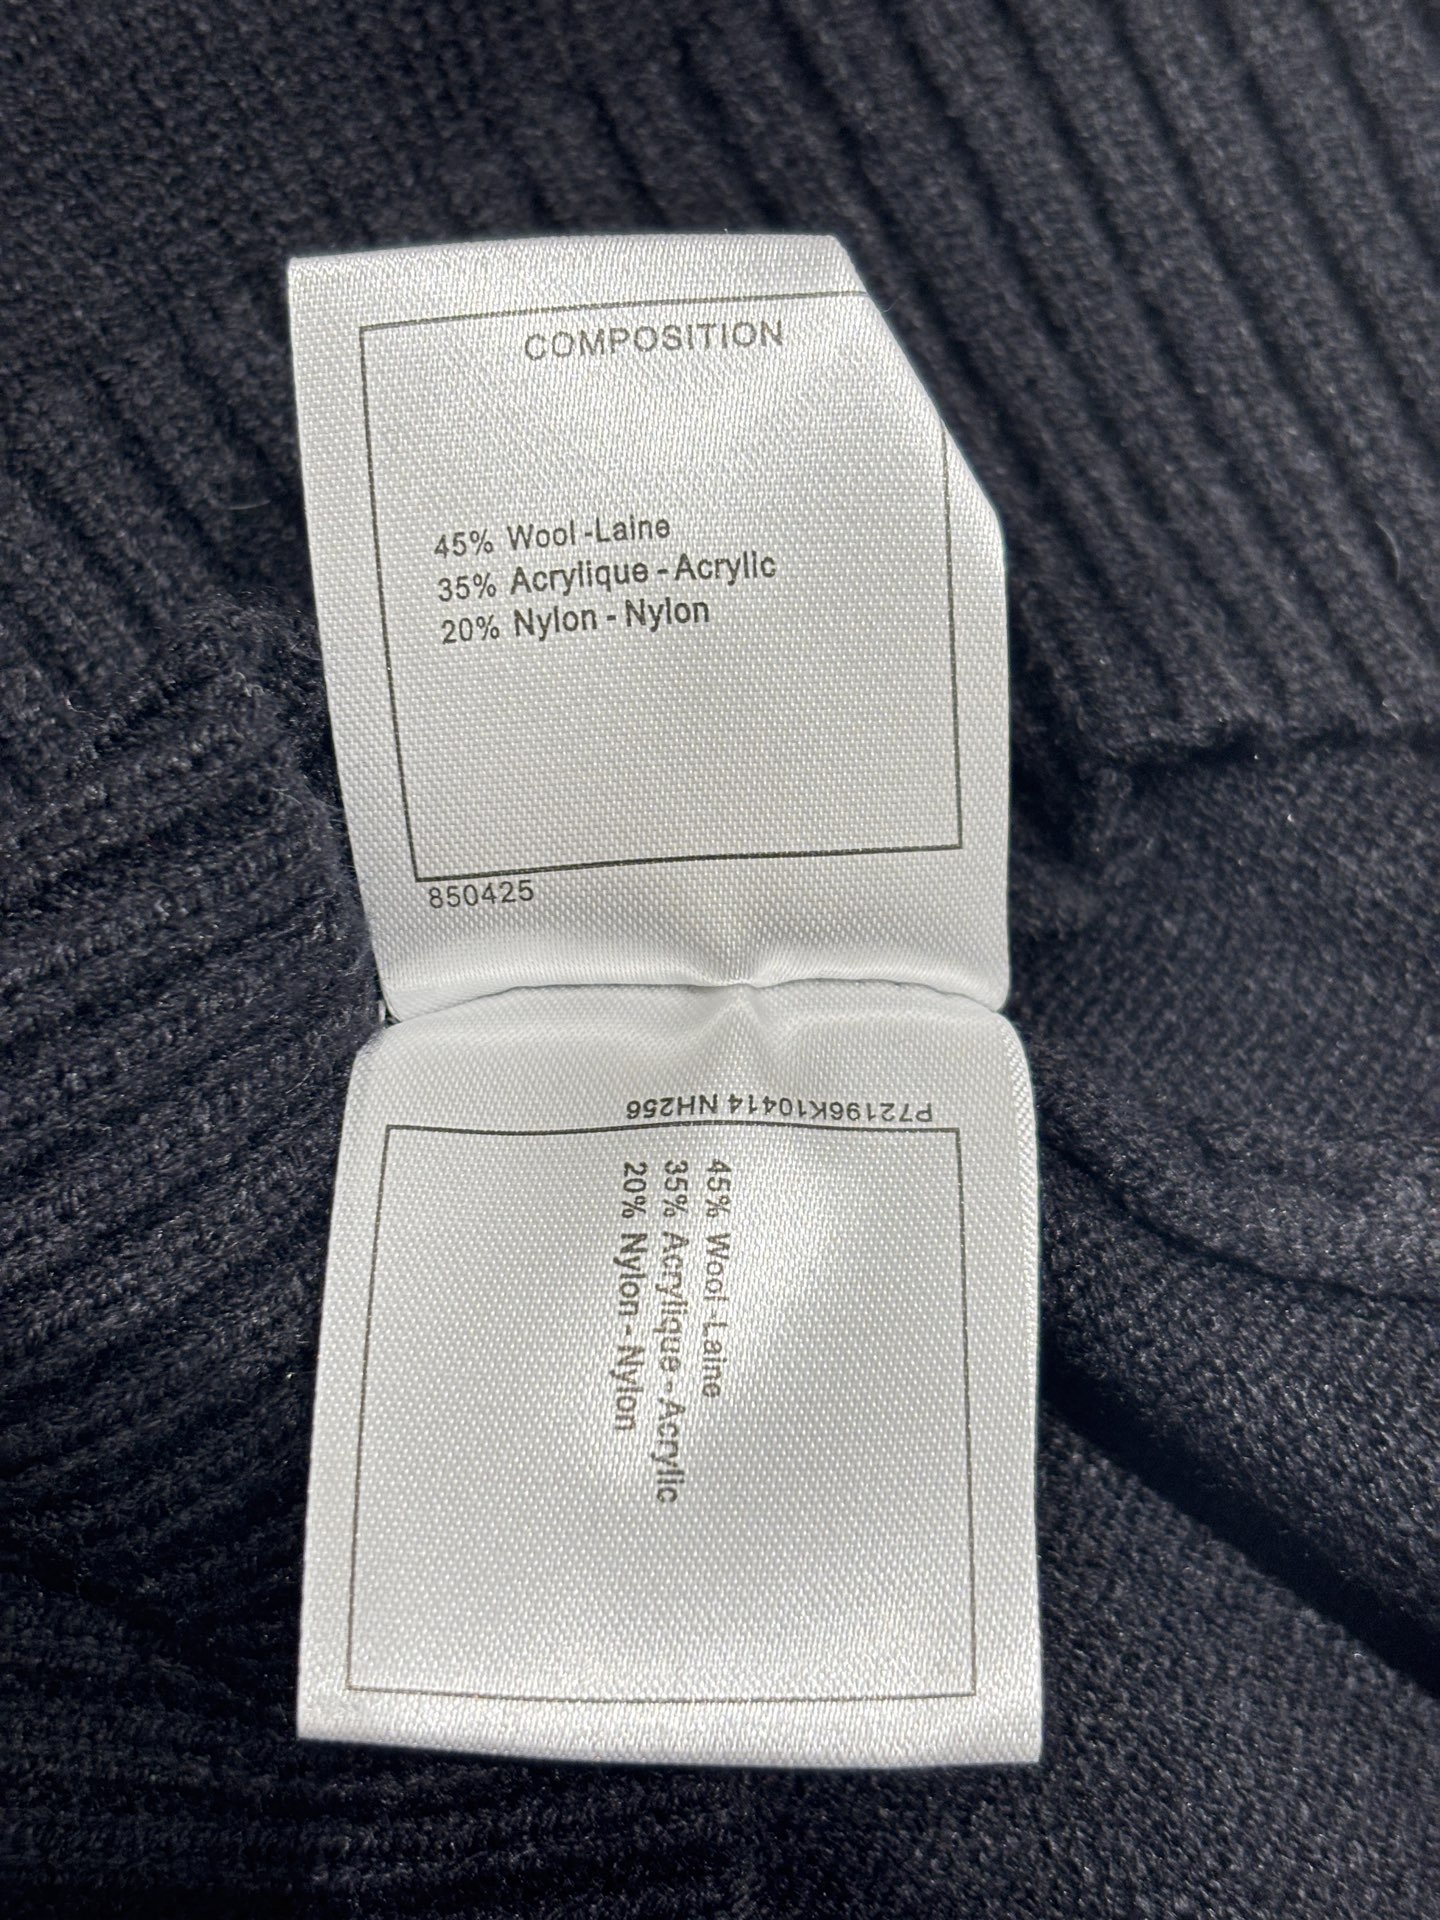 COMPOSITION
45% Wool -Laine
35% Acrylique - Acrylic
20% Nylon - Nylon
850425
P72196K10414 NH256
45% Wool -Laine
35% Acrylique - Acrylic
20% Nylon - Nylon